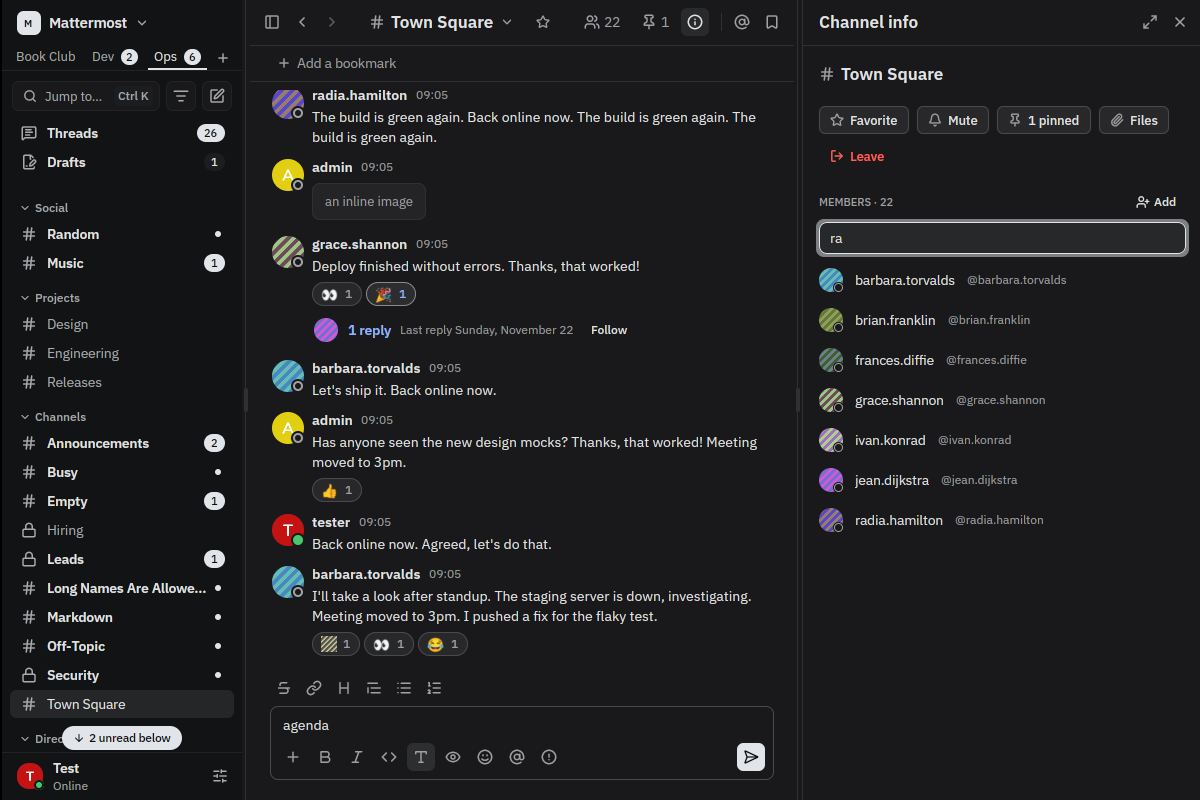 M Mattermost
Book Club Dev 2 Ops 6
Jump to... Ctrl K
Threads 26
Drafts 1
Social
Random
Music 1
Projects
Design
Engineering
Releases
Channels
Announcements 2
Busy
Empty 1
Hiring
Leads 1
Long Names Are Allowe...
Markdown
Off-Topic
Security
Town Square
Direc
2 unread below
T Test
Online
Town Square 22 1
Add a bookmark
radia.hamilton 09:05
The build is green again. Back online now. The build is green again. The
build is green again.
A admin 09:05
an inline image
grace.shannon 09:05
Deploy finished without errors. Thanks, that worked!
1 1
1 reply Last reply Sunday, November 22 Follow
barbara.torvalds 09:05
Let's ship it. Back online now.
A admin 09:05
Has anyone seen the new design mocks? Thanks, that worked! Meeting
moved to 3pm.
1
T tester 09:05
Back online now. Agreed, let's do that.
barbara.torvalds 09:05
I'll take a look after standup. The staging server is down, investigating.
Meeting moved to 3pm. I pushed a fix for the flaky test.
1 1 1
agenda
Channel info
Town Square
Favorite Mute 1 pinned Files
Leave
MEMBERS · 22 Add
ra
barbara.torvalds @barbara.torvalds
brian.franklin @brian.franklin
frances.diffie @frances.diffie
grace.shannon @grace.shannon
ivan.konrad @ivan.konrad
jean.dijkstra @jean.dijkstra
radia.hamilton @radia.hamilton